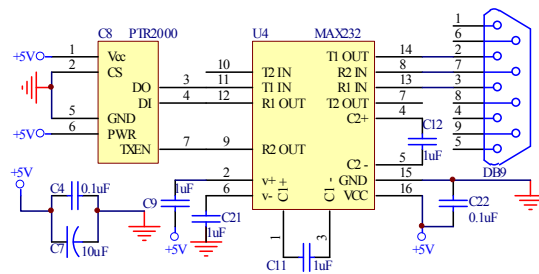 C8 PTR2000 U4 MAX232
1 6 2 7 3 8 4 9 5
DB9
+5V 1 Vcc
2 CS
DO 3
DI 4
5 GND
+5V 6 PWR
TXEN 7
10 T2 IN
11 T1 IN
12 R1 OUT
9 R2 OUT
2 v+
6 v-
T1 OUT 14
R2 IN 8
R1 IN 13
T2 OUT 7
C2+ 4
C12
1uF
C2 - 5
GND 15
VCC 16
C1 +
C1 -
1 3
C11 1uF
+5V
C4 0.1uF
C7 10uF
C9 1uF
C21
1uF
+5V
C22
0.1uF
+5V